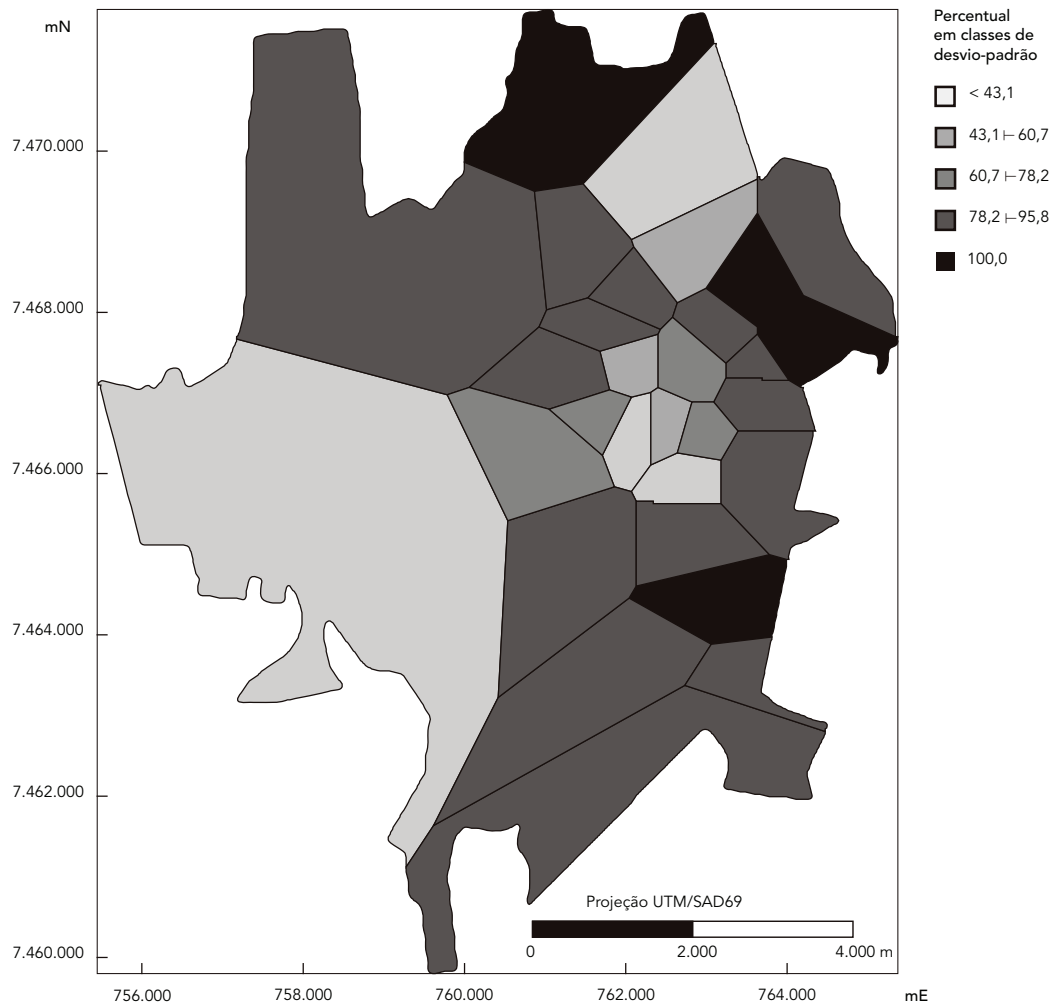 mN
7.470.000
7.468.000
7.466.000
7.464.000
7.462.000
7.460.000
756.000
758.000
760.000
762.000
764.000
mE
Projeção UTM/SAD69
0
2.000
4.000 m
Percentual
em classes de
desvio-padrão
< 43,1
43,1 ⊢ 60,7
60,7 ⊢ 78,2
78,2 ⊢ 95,8
100,0